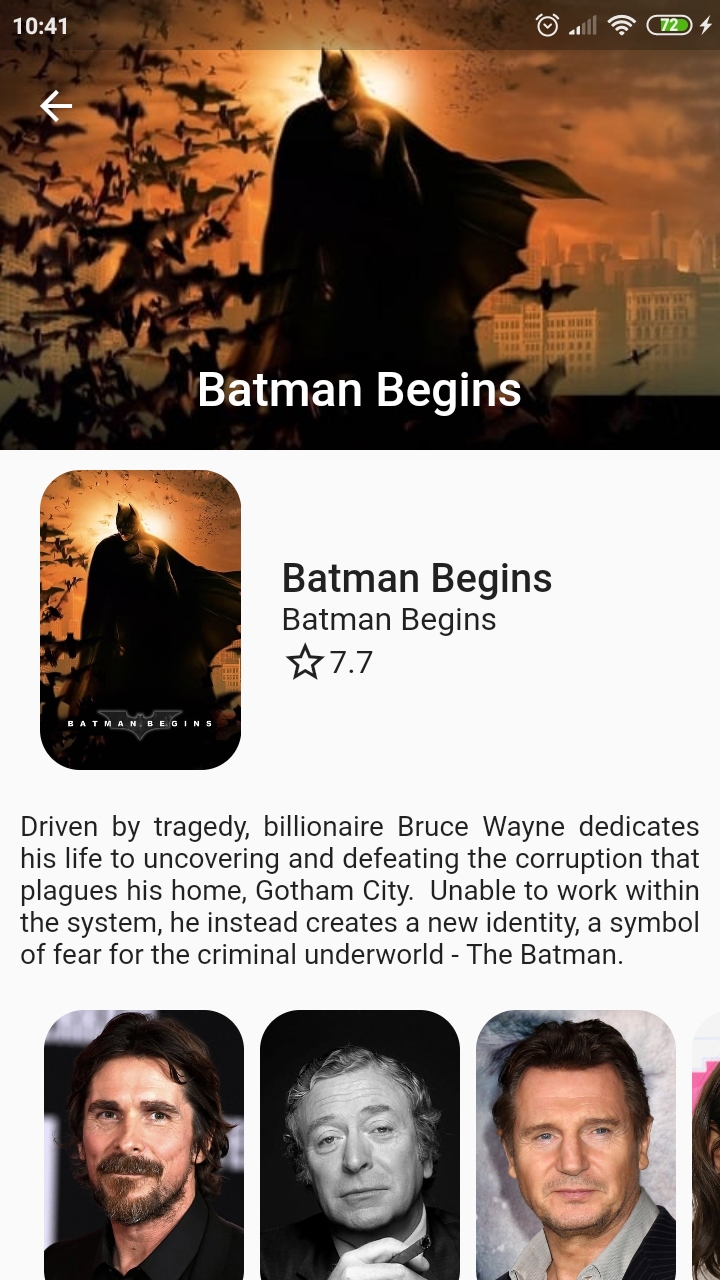 10:41
72
Batman Begins
BATMAN BEGINS
Batman Begins
Batman Begins
7.7
Driven by tragedy, billionaire Bruce Wayne dedicates
his life to uncovering and defeating the corruption that
plagues his home, Gotham City.  Unable to work within
the system, he instead creates a new identity, a symbol
of fear for the criminal underworld - The Batman.